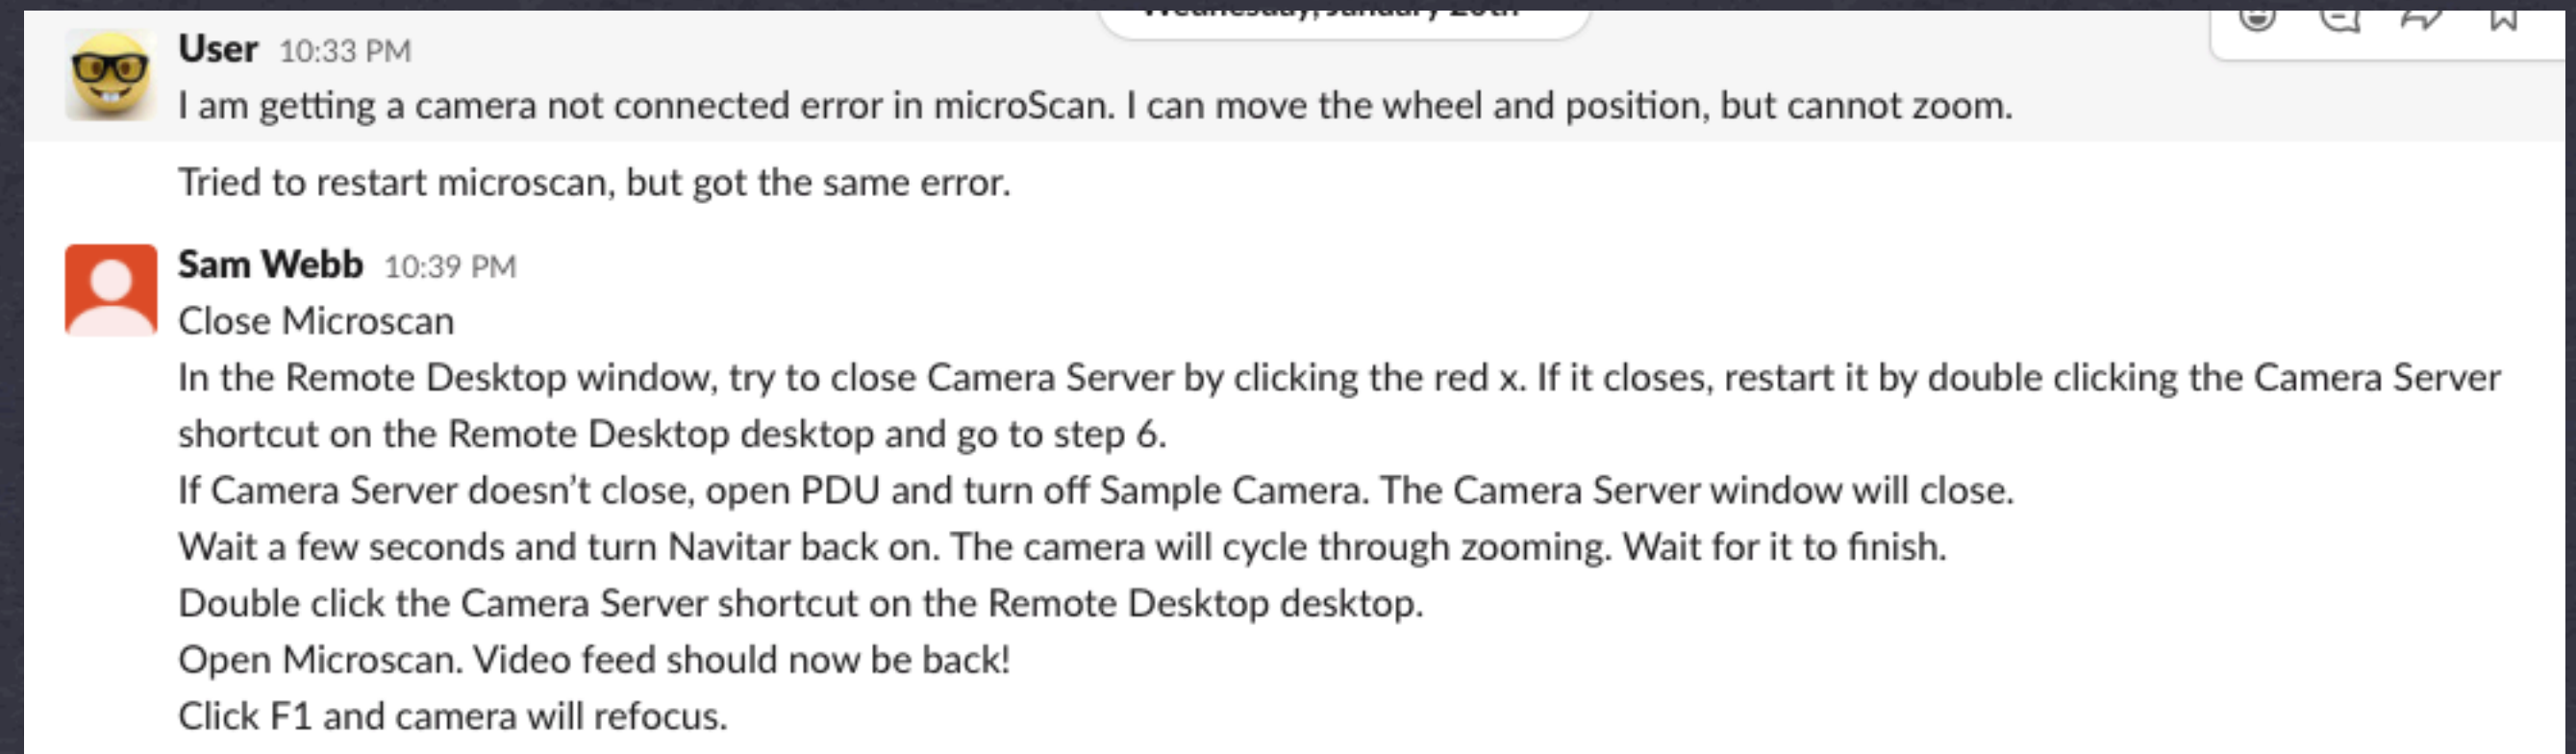 Wednesday, January 20th
User 10:33 PM
I am getting a camera not connected error in microScan. I can move the wheel and position, but cannot zoom.
Tried to restart microscan, but got the same error.
Sam Webb 10:39 PM
Close Microscan
In the Remote Desktop window, try to close Camera Server by clicking the red x. If it closes, restart it by double clicking the Camera Server
shortcut on the Remote Desktop desktop and go to step 6.
If Camera Server doesn’t close, open PDU and turn off Sample Camera. The Camera Server window will close.
Wait a few seconds and turn Navitar back on. The camera will cycle through zooming. Wait for it to finish.
Double click the Camera Server shortcut on the Remote Desktop desktop.
Open Microscan. Video feed should now be back!
Click F1 and camera will refocus.